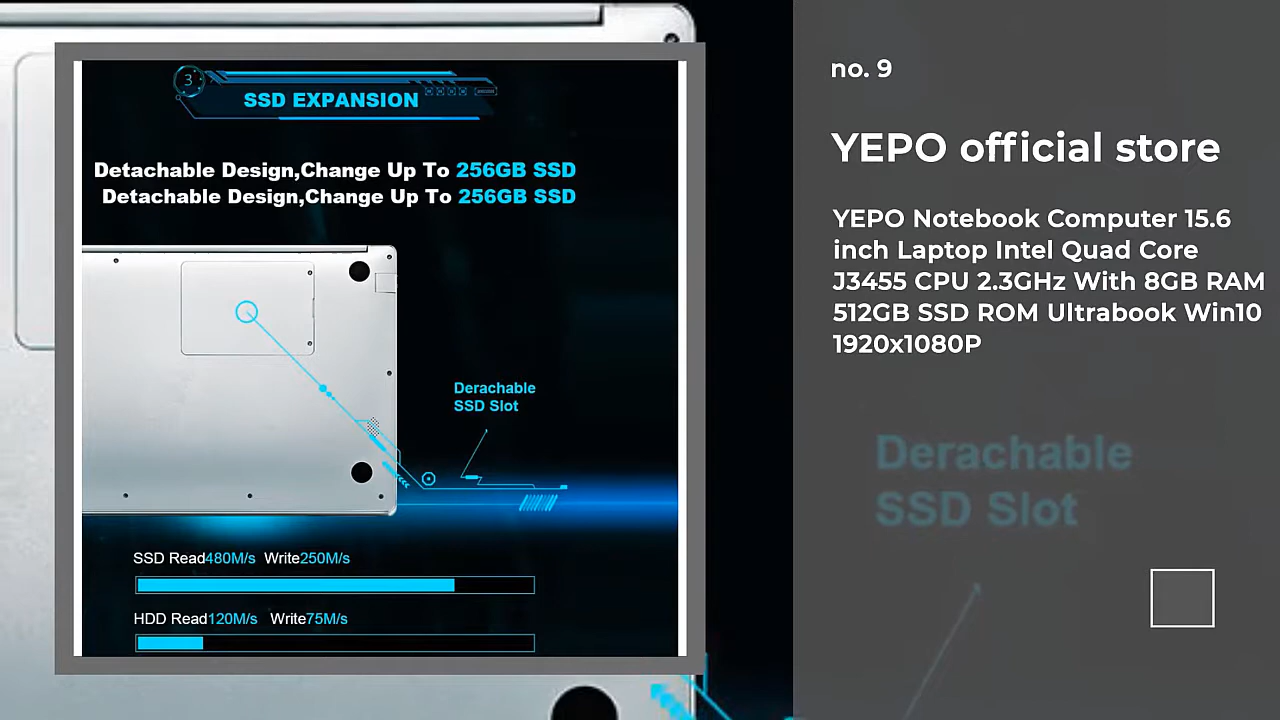 3
SSD EXPANSION
Detachable Design,Change Up To 256GB SSD
Detachable Design,Change Up To 256GB SSD
Derachable
SSD Slot
SSD Read480M/s Write250M/s
HDD Read120M/s Write75M/s
no. 9
YEPO official store
YEPO Notebook Computer 15.6
inch Laptop Intel Quad Core
J3455 CPU 2.3GHz With 8GB RAM
512GB SSD ROM Ultrabook Win10
1920x1080P
Derachable
SSD Slot